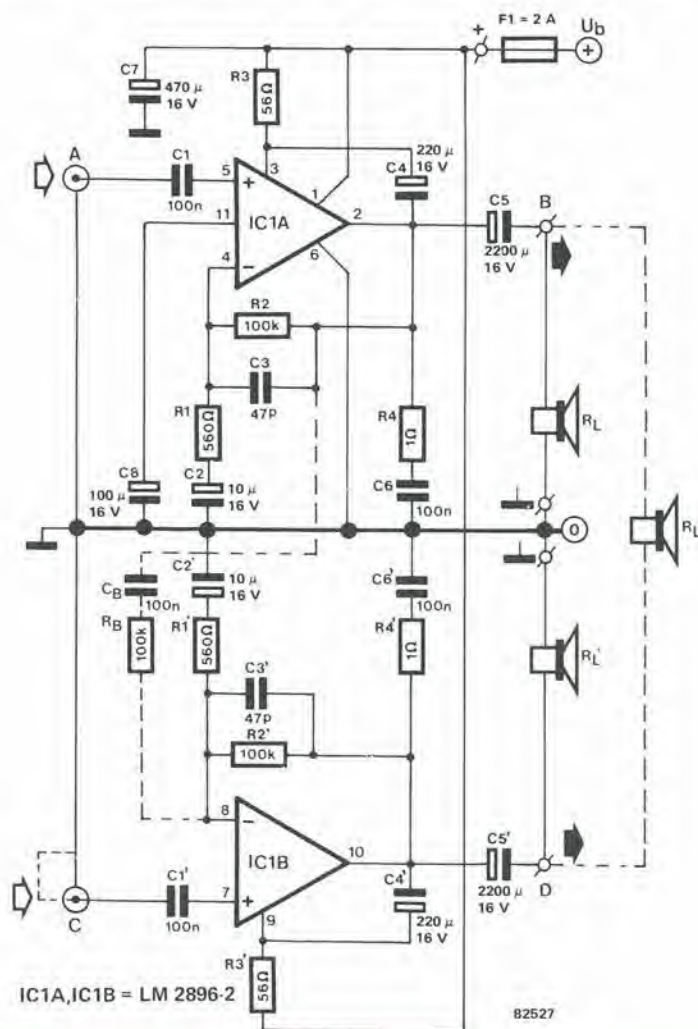 +
F1 = 2 A
Ub
+
C7
470 µ
16 V
R3
56Ω
A
C1
100n
5
+
3
1
220 µ
16 V
C4
11
IC1A
2
C5
2200 µ
16 V
B
4
−
6
R2
100k
C3
47p
R1
560Ω
R4
1Ω
RL
C8
100 µ
16 V
C2
10 µ
16 V
C6
100n
0
RL
CB
100n
C2'
10 µ
16 V
C6'
100n
RB
100k
R1'
560Ω
R4'
1Ω
C3'
47p
RL'
R2'
100k
8
−
IC1B
10
C5'
2200 µ
16 V
D
C
C1'
100n
7
+
9
C4'
220 µ
16 V
R3'
56Ω
IC1A, IC1B = LM 2896-2
82527